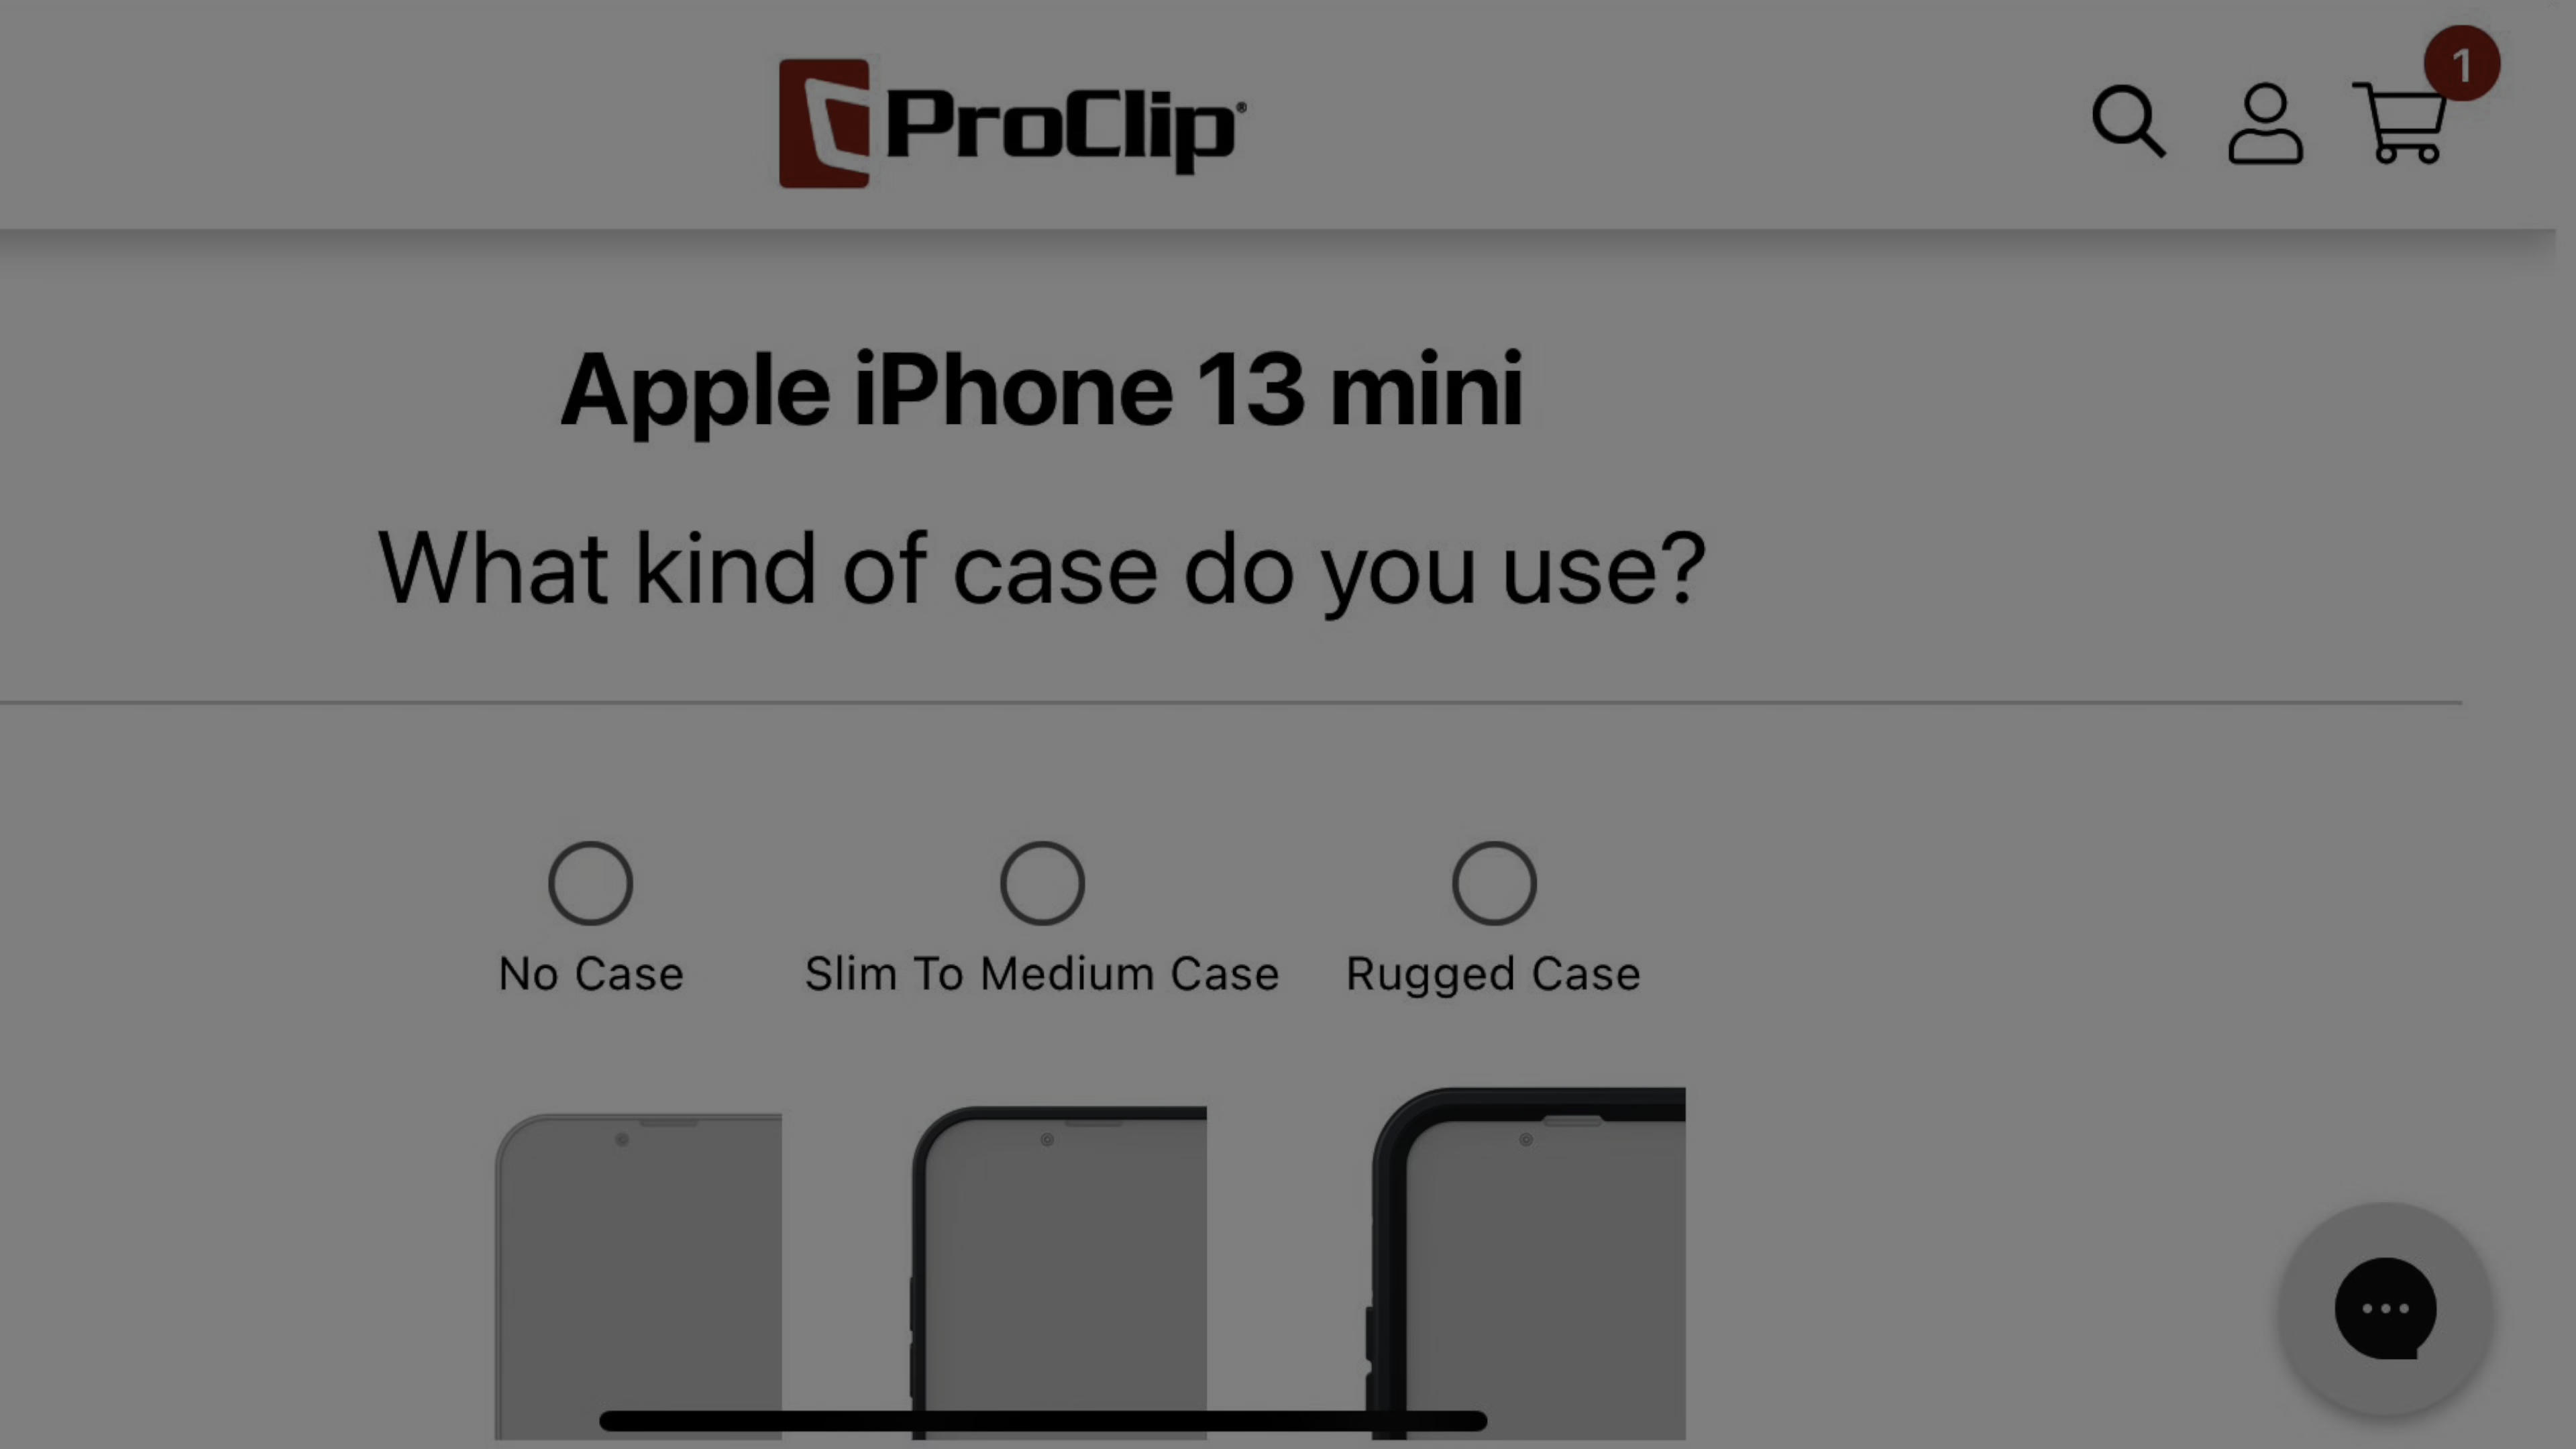 ProClip®
1
Apple iPhone 13 mini
What kind of case do you use?
No Case
Slim To Medium Case
Rugged Case